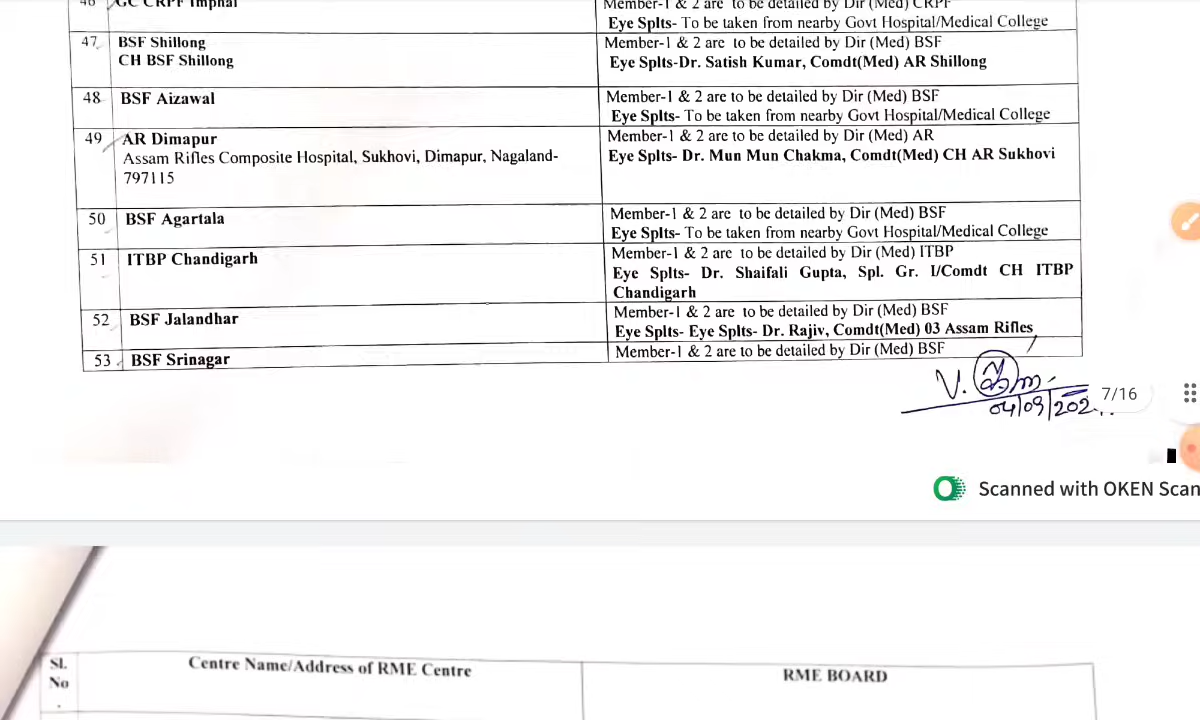 46 GC CRPF Imphal
Member-1 & 2 are to be detailed by Dir (Med) CRPF
Eye Splts- To be taken from nearby Govt Hospital/Medical College
47 BSF Shillong
CH BSF Shillong
Member-1 & 2 are to be detailed by Dir (Med) BSF
Eye Splts-Dr. Satish Kumar, Comdt(Med) AR Shillong
48 BSF Aizawal
Member-1 & 2 are to be detailed by Dir (Med) BSF
Eye Splts- To be taken from nearby Govt Hospital/Medical College
49 AR Dimapur
Assam Rifles Composite Hospital, Sukhovi, Dimapur, Nagaland-
797115
Member-1 & 2 are to be detailed by Dir (Med) AR
Eye Splts- Dr. Mun Mun Chakma, Comdt(Med) CH AR Sukhovi
50 BSF Agartala
Member-1 & 2 are to be detailed by Dir (Med) BSF
Eye Splts- To be taken from nearby Govt Hospital/Medical College
51 ITBP Chandigarh
Member-1 & 2 are to be detailed by Dir (Med) ITBP
Eye Splts- Dr. Shaifali Gupta, Spl. Gr. I/Comdt CH ITBP
Chandigarh
52 BSF Jalandhar
Member-1 & 2 are to be detailed by Dir (Med) BSF
Eye Splts- Eye Splts- Dr. Rajiv, Comdt(Med) 03 Assam Rifles
53 BSF Srinagar
Member-1 & 2 are to be detailed by Dir (Med) BSF
V.
04/09/202
7/16
Scanned with OKEN Scan
Sl.
No
.
Centre Name/Address of RME Centre
RME BOARD